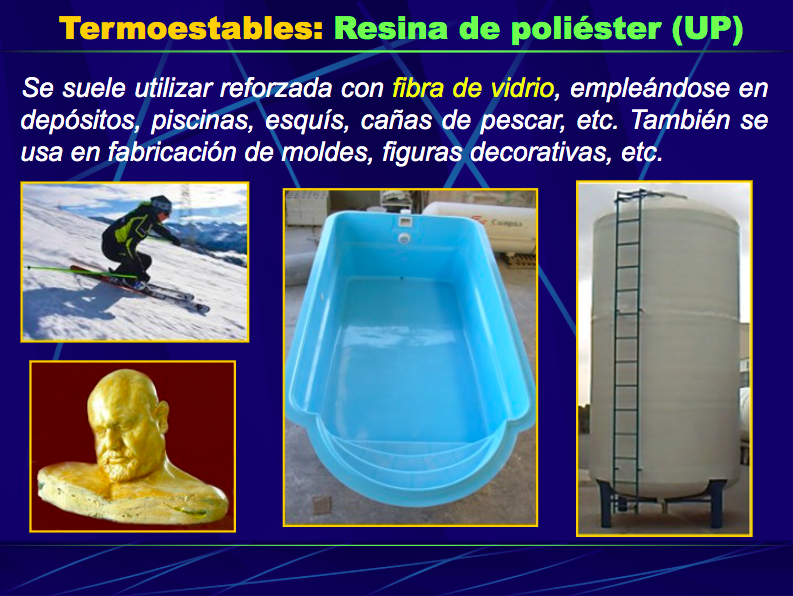 Termoestables: Resina de poliéster (UP)
Se suele utilizar reforzada con fibra de vidrio, empleándose en
depósitos, piscinas, esquís, cañas de pescar, etc. También se
usa en fabricación de moldes, figuras decorativas, etc.
Campsa